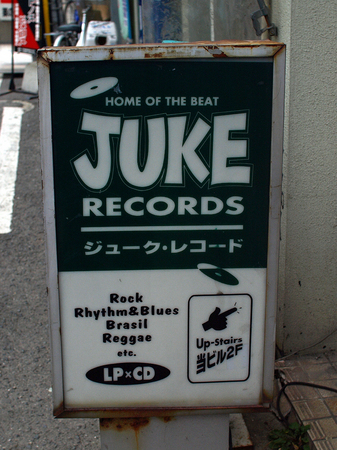 HOME OF THE BEAT
JUKE
RECORDS
ジューク・レコード
Rock
Rhythm&Blues
Brasil
Reggae
etc.
LP×CD
Up-Stairs
ビル2F